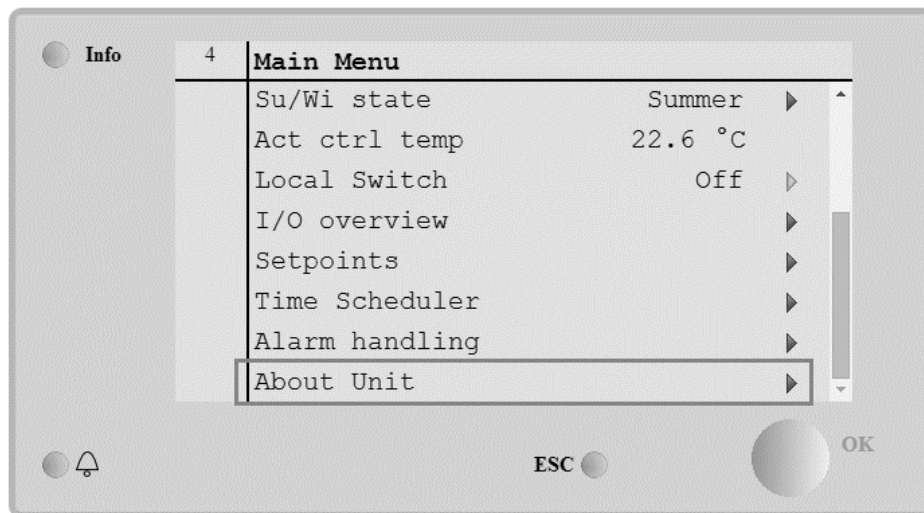 Info
4 Main Menu
Su/Wi state Summer
Act ctrl temp 22.6 °C
Local Switch Off
I/O overview
Setpoints
Time Scheduler
Alarm handling
About Unit
OK
ESC